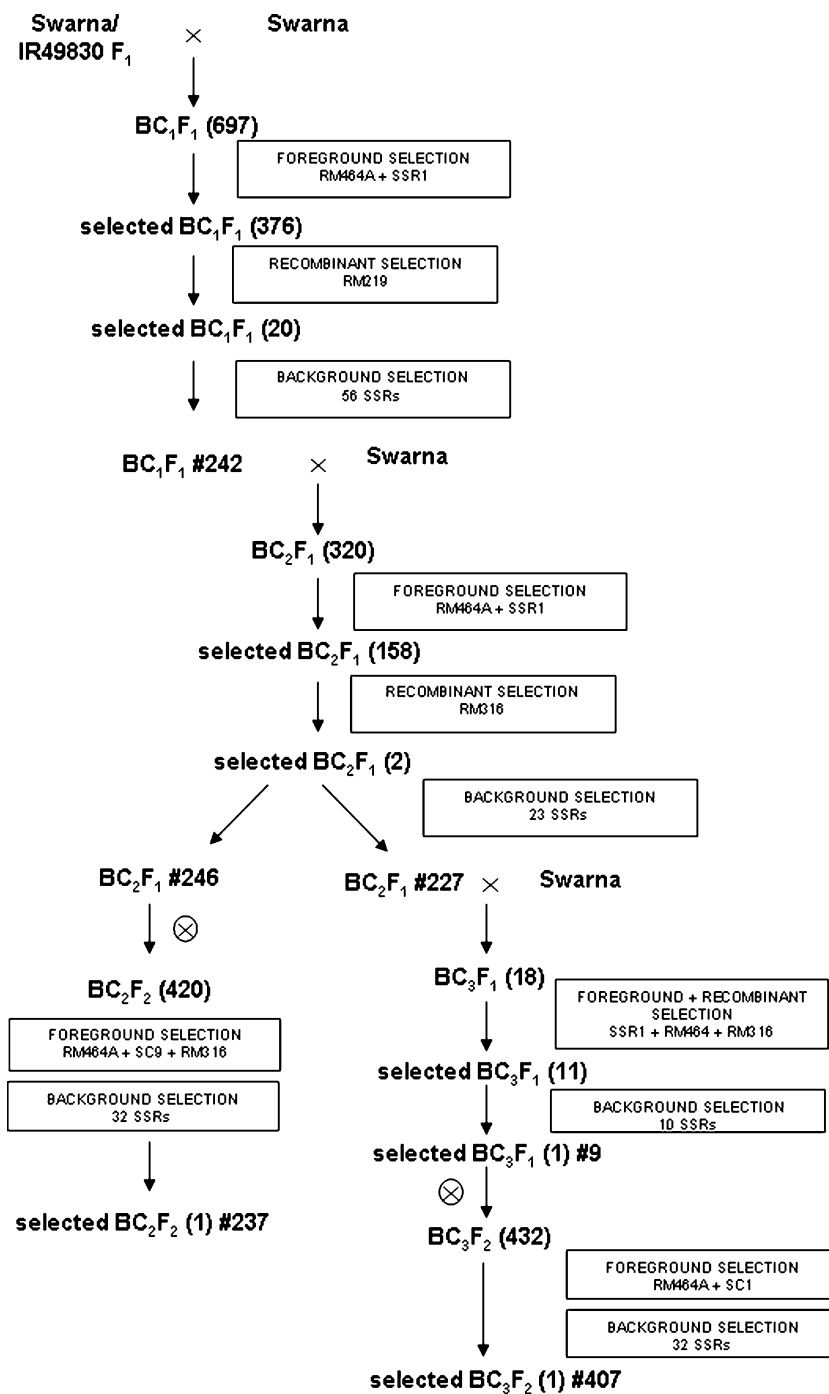 Swarna/ × Swarna
IR49830 F₁
BC₁F₁ (697)
FOREGROUND SELECTION
RM464A + SSR1
selected BC₁F₁ (376)
RECOMBINANT SELECTION
RM219
selected BC₁F₁ (20)
BACKGROUND SELECTION
56 SSRs
BC₁F₁ #242 × Swarna
BC₂F₁ (320)
FOREGROUND SELECTION
RM464A + SSR1
selected BC₂F₁ (158)
RECOMBINANT SELECTION
RM316
selected BC₂F₁ (2)
BACKGROUND SELECTION
23 SSRs
BC₂F₁ #246
⊗
BC₂F₂ (420)
FOREGROUND SELECTION
RM464A + SC9 + RM316
BACKGROUND SELECTION
32 SSRs
selected BC₂F₂ (1) #237
BC₂F₁ #227 × Swarna
BC₃F₁ (18)
FOREGROUND + RECOMBINANT
SELECTION
SSR1 + RM464 + RM316
selected BC₃F₁ (11)
BACKGROUND SELECTION
10 SSRs
selected BC₃F₁ (1) #9
⊗
BC₃F₂ (432)
FOREGROUND SELECTION
RM464A + SC1
BACKGROUND SELECTION
32 SSRs
selected BC₃F₂ (1) #407